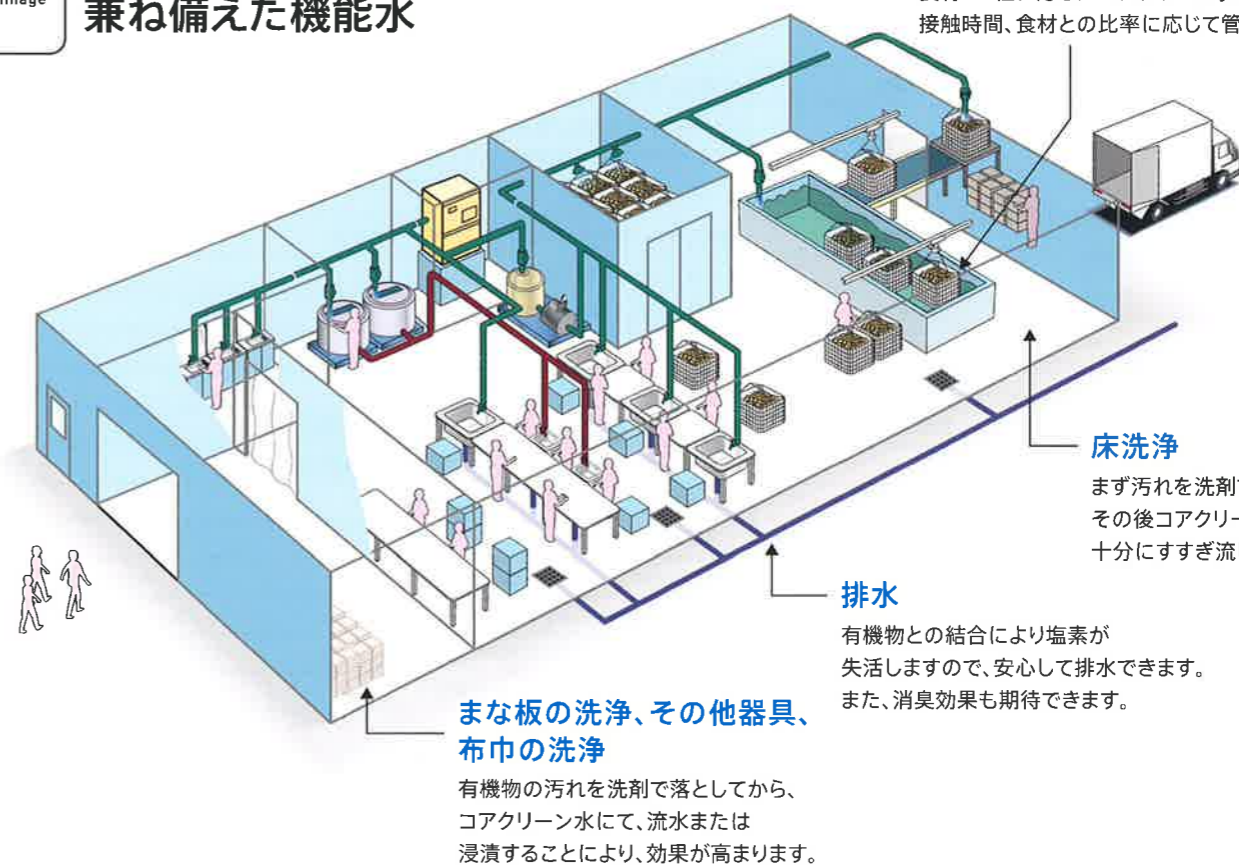 兼ね備えた機能水
接触時間、食材との比率に応じて管
床洗浄
まず汚れを洗剤
その後コアクリー
十分にすすぎ流
排水
有機物との結合により塩素が
失活しますので、安心して排水できます。
また、消臭効果も期待できます。
まな板の洗浄、その他器具、
布巾の洗浄
有機物の汚れを洗剤で落としてから、
コアクリーン水にて、流水または
浸漬することにより、効果が高まります。